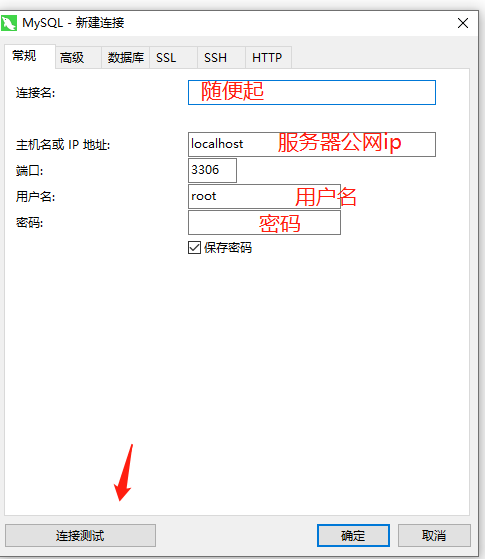 MySQL - 新建连接
常规 高级 数据库 SSL SSH HTTP
连接名: 随便起
主机名或 IP 地址: localhost 服务器公网ip
端口: 3306
用户名: root 用户名
密码: 密码
保存密码
连接测试 确定 取消